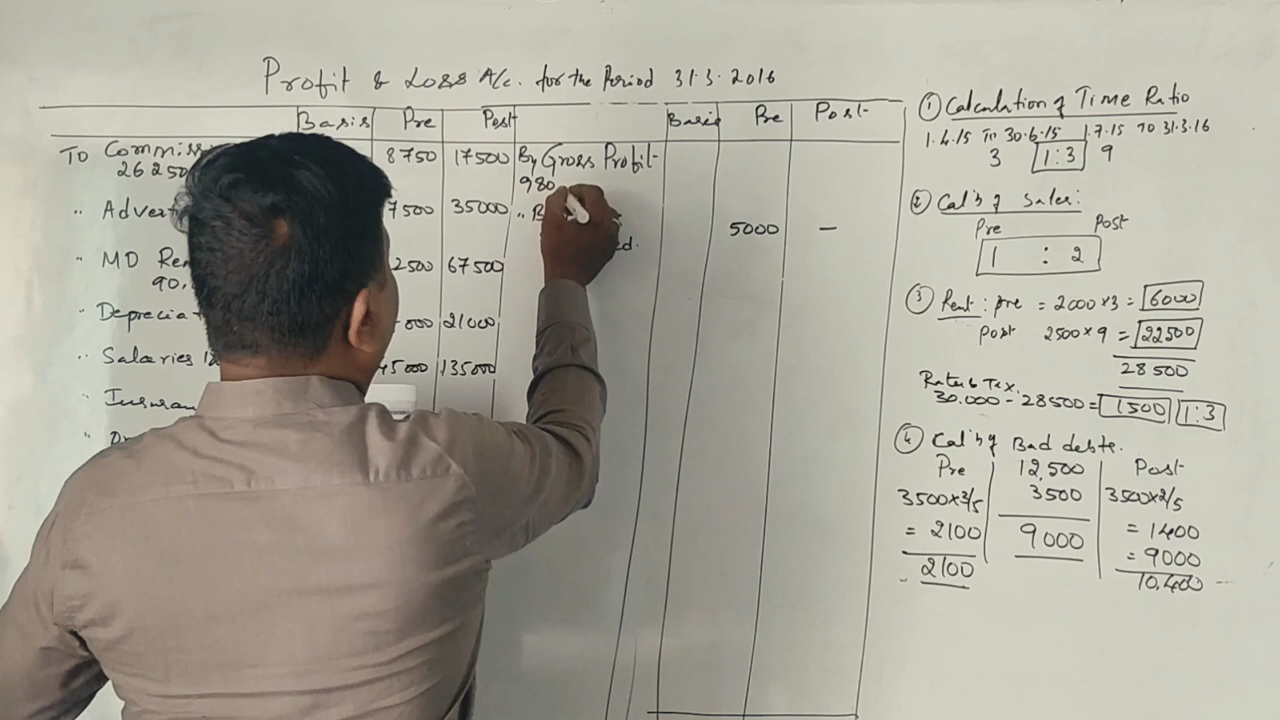 Profit & Loss A/c. for the Period 31.3.2016
Basis Pre Post Basis Pre Post
To Commiss 8750 17500 By Gross Profit
26250 980
" Advert 7500 35000 "
5000 —
" MD Re 2500 67500
90,
" Deprecia 000 21000
" Salaries 45000 135000
" Insuran
"
① Calculation of Time Ratio
1.4.15 To 30.6.15 1.7.15 To 31.3.16
3 1:3 9
② Cal'n of Sales:
Pre Post
1 : 2
③ Rent: pre = 2000×3 = 6000
Post 2500×9 = 22500
28500
Rates & Tax.
30.000 - 28500 = 1500 1:3
④ Cal'n of Bad debts.
Pre 12,500 Post
3500×3/5 3500 3500×2/5
= 2100 9000 = 1400
2100 = 9000
10,400